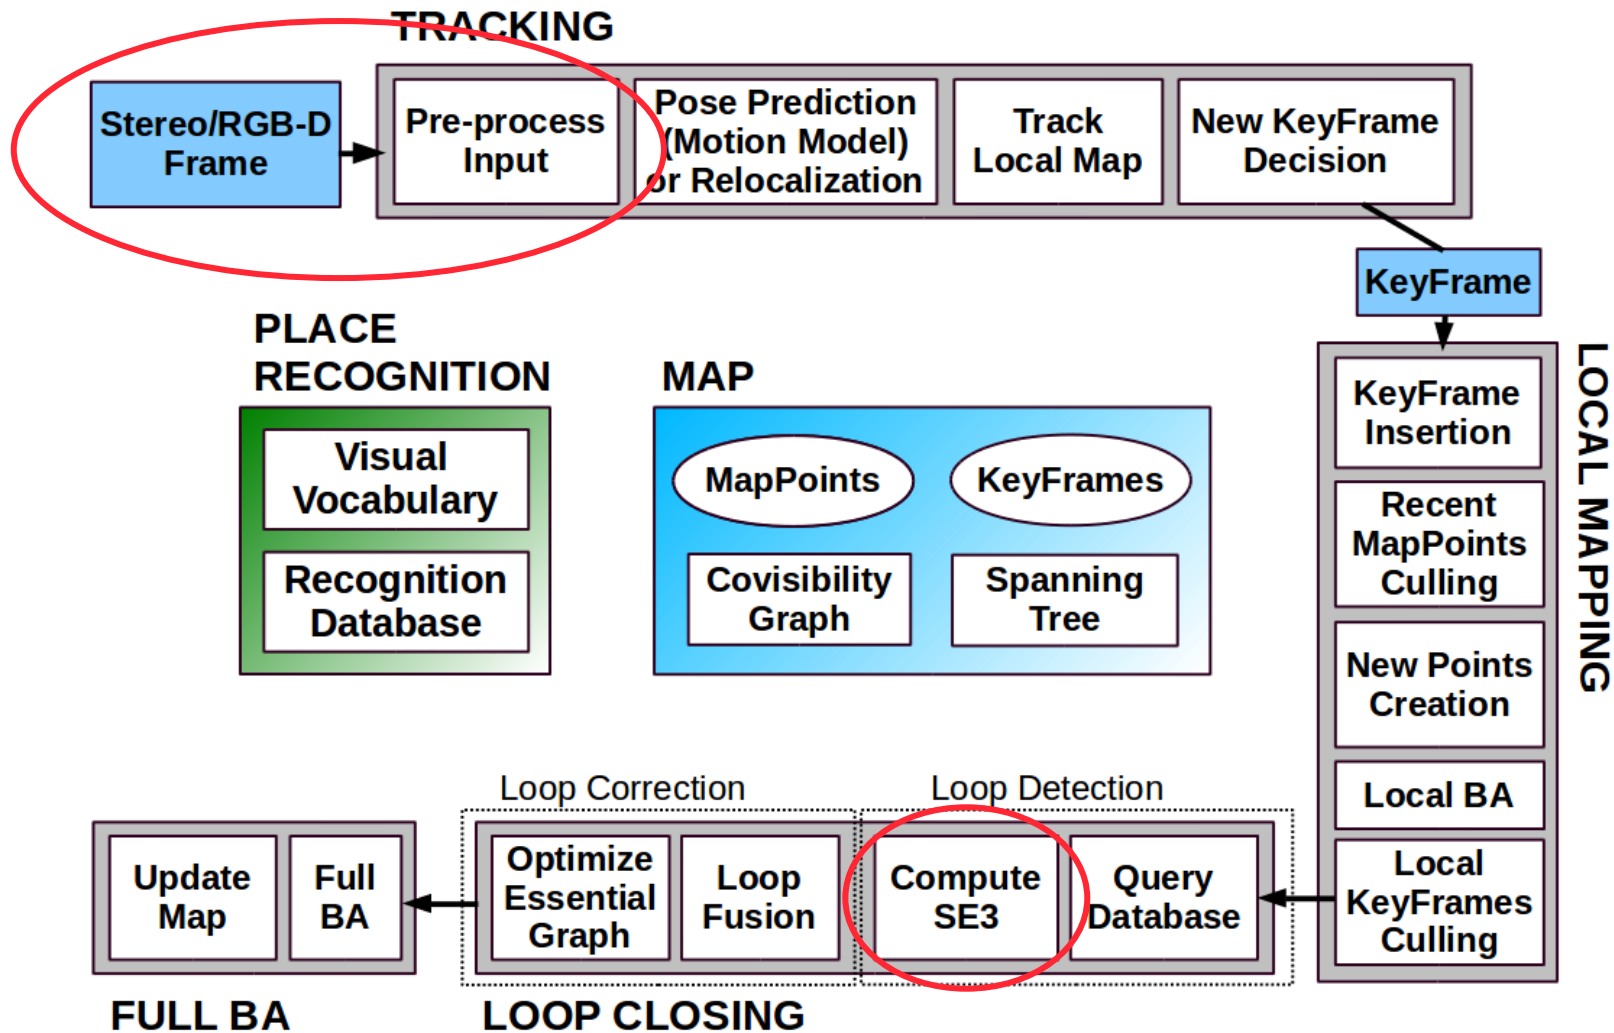 TRACKING
Stereo/RGB-D
Frame
Pre-process
Input
Pose Prediction
(Motion Model)
or Relocalization
Track
Local Map
New KeyFrame
Decision
KeyFrame
LOCAL MAPPING
KeyFrame
Insertion
Recent
MapPoints
Culling
New Points
Creation
Local BA
Local
KeyFrames
Culling
PLACE
RECOGNITION
Visual
Vocabulary
Recognition
Database
MAP
MapPoints
KeyFrames
Covisibility
Graph
Spanning
Tree
Loop Correction
Loop Detection
Optimize
Essential
Graph
Loop
Fusion
Compute
SE3
Query
Database
LOOP CLOSING
Update
Map
Full
BA
FULL BA